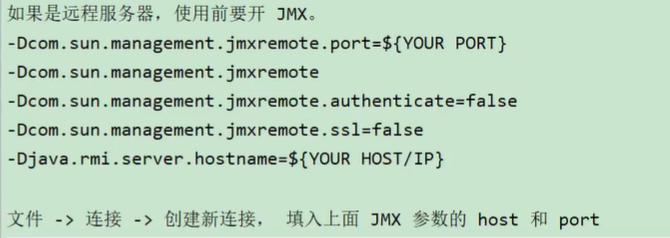 如果是远程服务器，使用前要开 JMX。
-Dcom.sun.management.jmxremote.port=${YOUR PORT}
-Dcom.sun.management.jmxremote
-Dcom.sun.management.jmxremote.authenticate=false
-Dcom.sun.management.jmxremote.ssl=false
-Djava.rmi.server.hostname=${YOUR HOST/IP}
文件 -> 连接 -> 创建新连接， 填入上面 JMX 参数的 host 和 port